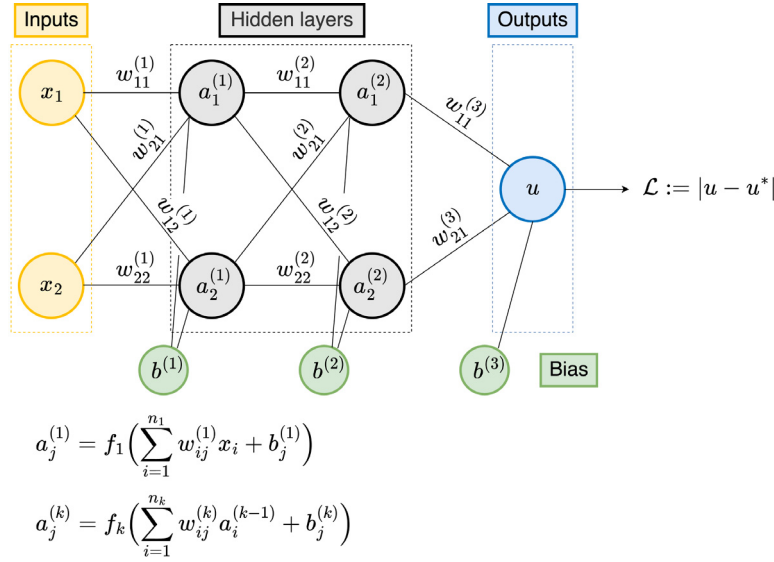 Inputs Hidden layers Outputs
x_1 w_{11}^{(1)} a_1^{(1)} w_{11}^{(2)} a_1^{(2)} w_{11}^{(3)}
w_{21}^{(1)} w_{21}^{(2)}
u \mathcal{L} := |u - u^*|
w_{12}^{(1)} w_{12}^{(2)} w_{21}^{(3)}
x_2 w_{22}^{(1)} a_2^{(1)} w_{22}^{(2)} a_2^{(2)}
b^{(1)} b^{(2)} b^{(3)} Bias
a_j^{(1)} = f_1\Big(\sum_{i=1}^{n_1} w_{ij}^{(1)} x_i + b_j^{(1)}\Big)
a_j^{(k)} = f_k\Big(\sum_{i=1}^{n_k} w_{ij}^{(k)} a_i^{(k-1)} + b_j^{(k)}\Big)